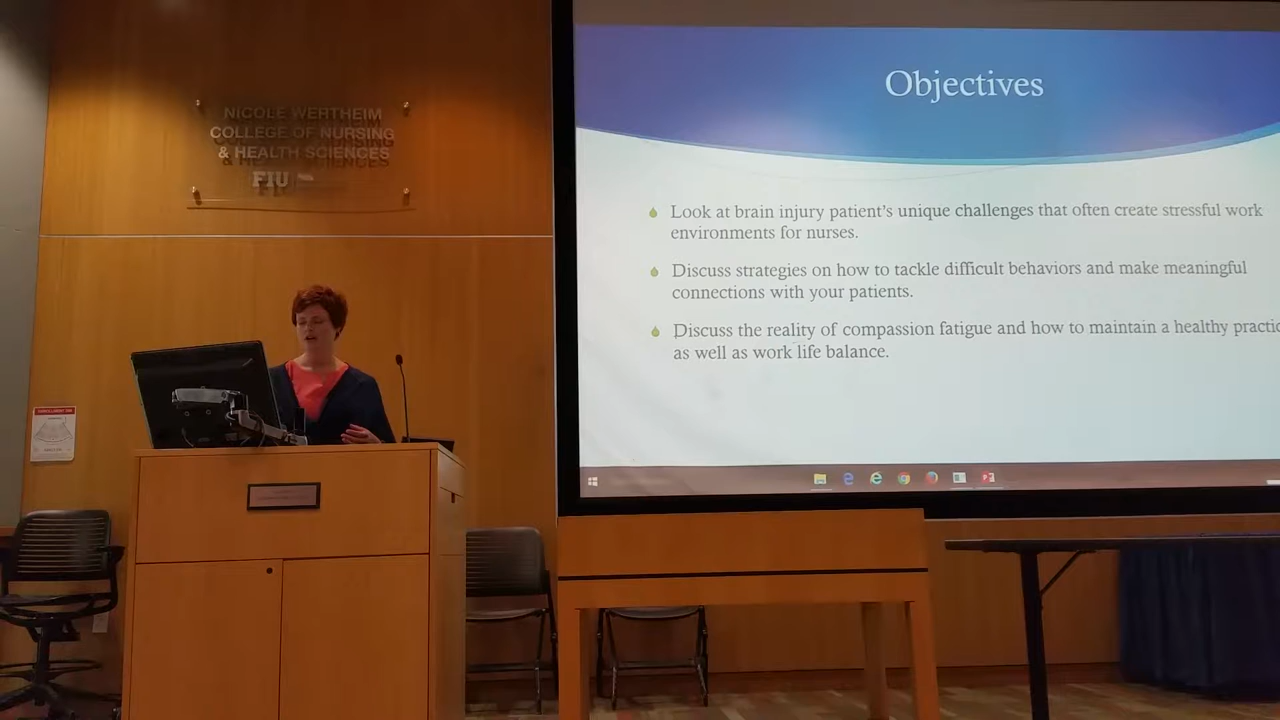 NICOLE WERTHEIM
COLLEGE OF NURSING
& HEALTH SCIENCES
FIU
Objectives
Look at brain injury patient's unique challenges that often create stressful work
environments for nurses.
Discuss strategies on how to tackle difficult behaviors and make meaningful
connections with your patients.
Discuss the reality of compassion fatigue and how to maintain a healthy practic
as well as work life balance.